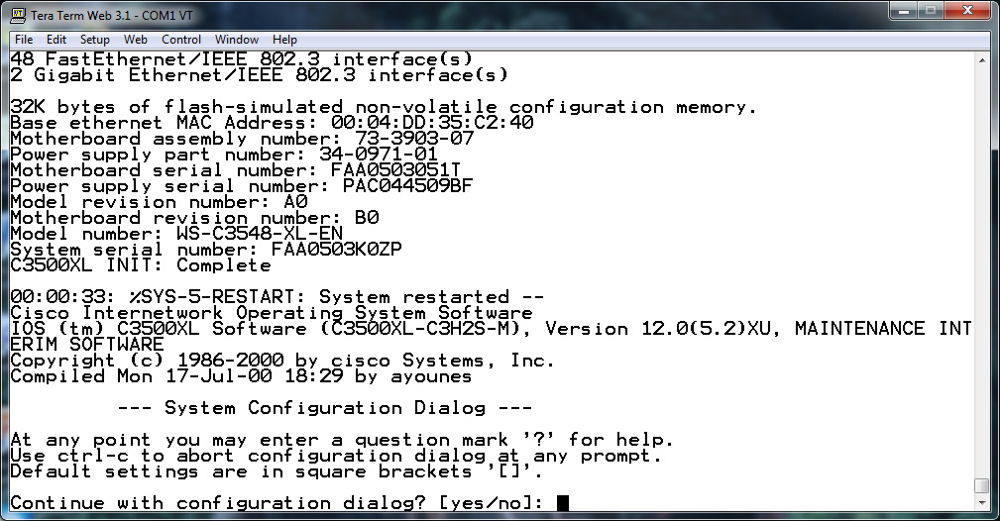 Tera Term Web 3.1 - COM1 VT
File Edit Setup Web Control Window Help
48 FastEthernet/IEEE 802.3 interface(s)
2 Gigabit Ethernet/IEEE 802.3 interface(s)
32K bytes of flash-simulated non-volatile configuration memory.
Base ethernet MAC Address: 00:04:DD:35:C2:40
Motherboard assembly number: 73-3903-07
Power supply part number: 34-0971-01
Motherboard serial number: FAA0503051T
Power supply serial number: PAC044509BF
Model revision number: A0
Motherboard revision number: B0
Model number: WS-C3548-XL-EN
System serial number: FAA0503K0ZP
C3500XL INIT: Complete
00:00:33: %SYS-5-RESTART: System restarted --
Cisco Internetwork Operating System Software
IOS (tm) C3500XL Software (C3500XL-C3H2S-M), Version 12.0(5.2)XU, MAINTENANCE INT
ERIM SOFTWARE
Copyright (c) 1986-2000 by cisco Systems, Inc.
Compiled Mon 17-Jul-00 18:29 by ayounes
--- System Configuration Dialog ---
At any point you may enter a question mark '?' for help.
Use ctrl-c to abort configuration dialog at any prompt.
Default settings are in square brackets '[]'.
Continue with configuration dialog? [yes/no]: